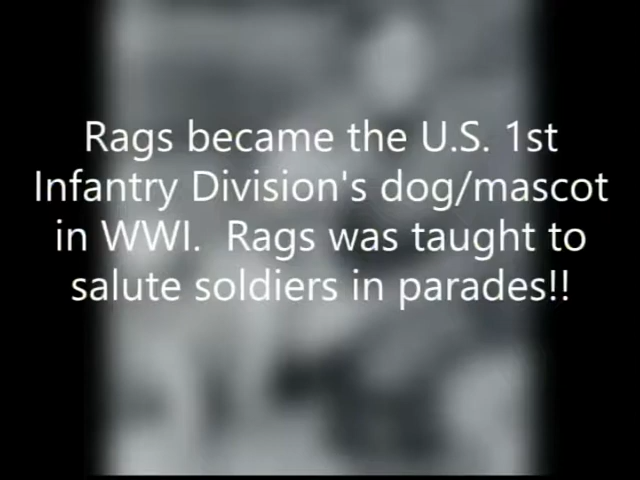 Rags became the U.S. 1st
Infantry Division's dog/mascot
in WWI.  Rags was taught to
salute soldiers in parades!!